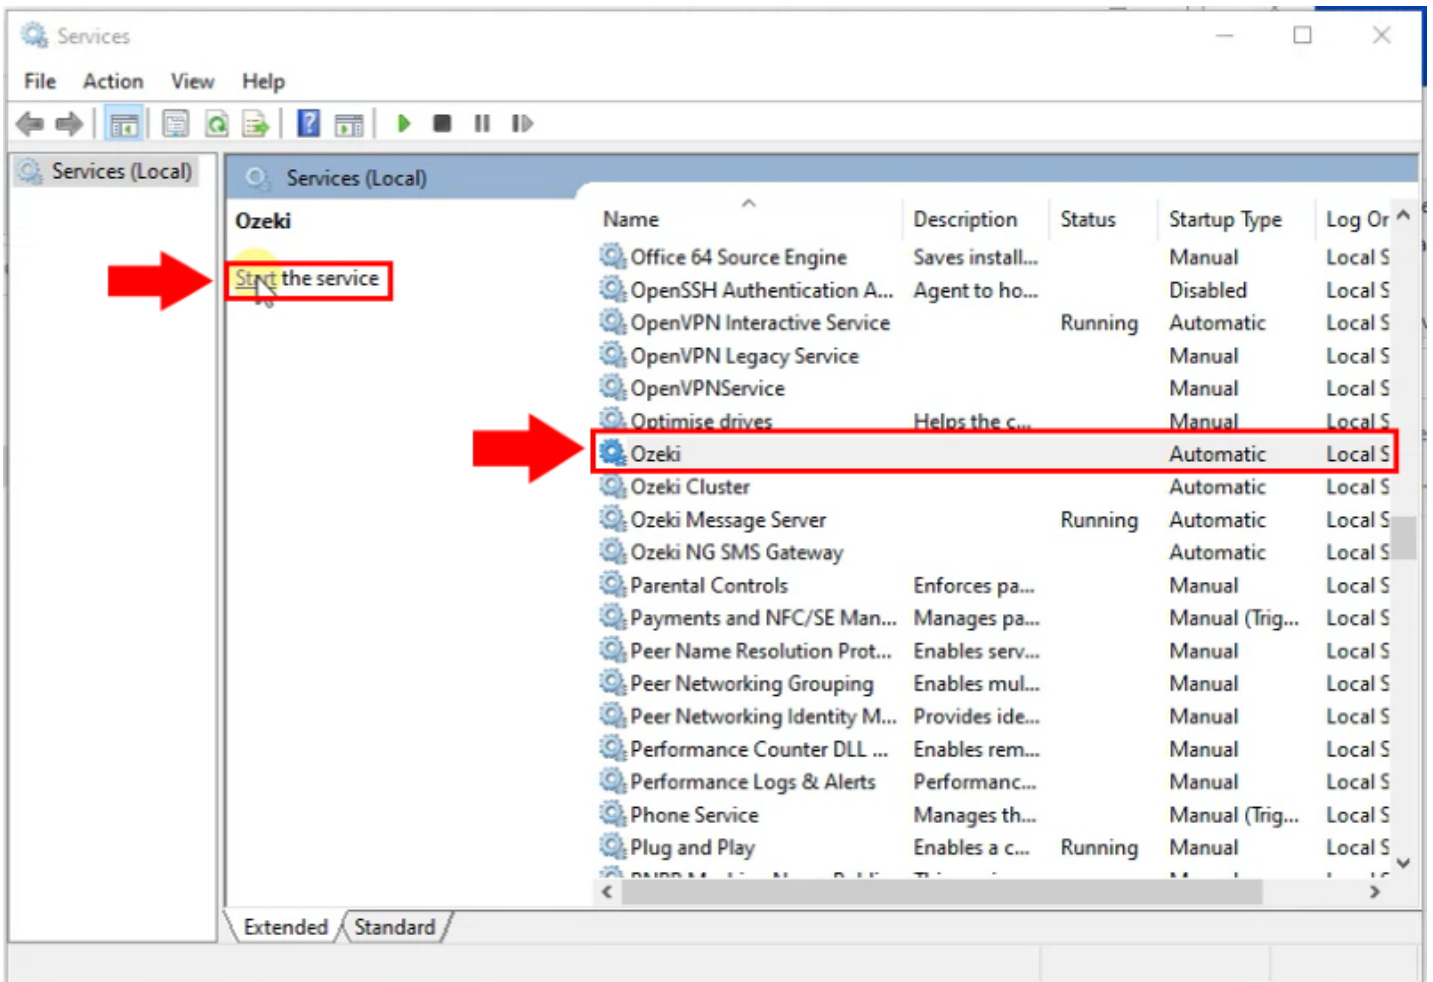 Services
File Action View Help
Services (Local)
Services (Local)
Ozeki
Start the service
Name Description Status Startup Type Log Or
Office 64 Source Engine Saves install... Manual Local S
OpenSSH Authentication A... Agent to ho... Disabled Local S
OpenVPN Interactive Service Running Automatic Local S
OpenVPN Legacy Service Manual Local S
OpenVPNService Manual Local S
Optimise drives Helps the c... Manual Local S
Ozeki Automatic Local S
Ozeki Cluster Automatic Local S
Ozeki Message Server Running Automatic Local S
Ozeki NG SMS Gateway Automatic Local S
Parental Controls Enforces pa... Manual Local S
Payments and NFC/SE Man... Manages pa... Manual (Trig... Local S
Peer Name Resolution Prot... Enables serv... Manual Local S
Peer Networking Grouping Enables mul... Manual Local S
Peer Networking Identity M... Provides ide... Manual Local S
Performance Counter DLL ... Enables rem... Manual Local S
Performance Logs & Alerts Performanc... Manual Local S
Phone Service Manages th... Manual (Trig... Local S
Plug and Play Enables a c... Running Manual Local S
Extended Standard